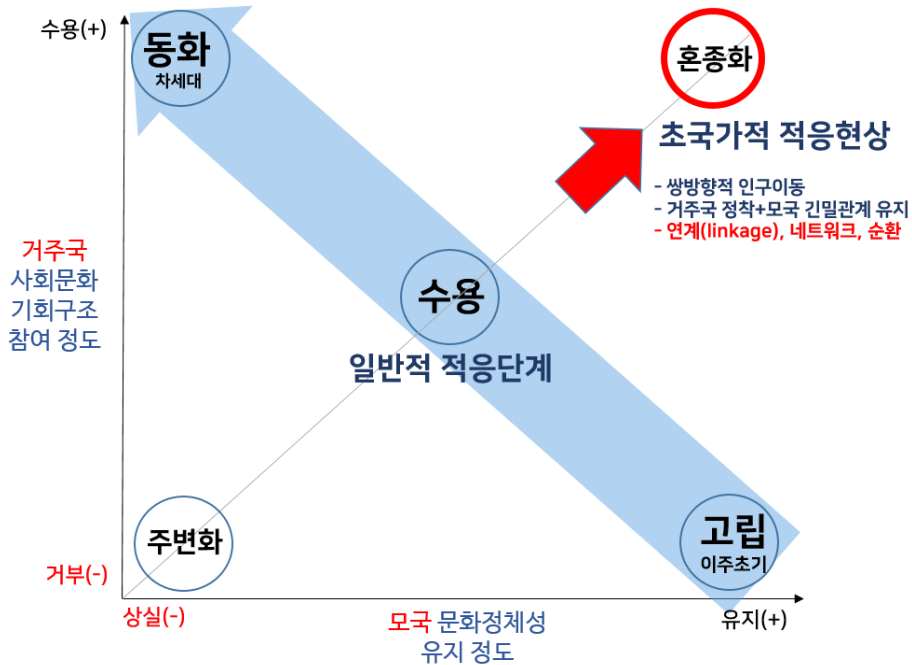 수용(+)
동화
차세대
혼종화
초국가적 적응현상
- 쌍방향적 인구이동
- 거주국 정착+모국 긴밀관계 유지
- 연계(linkage), 네트워크, 순환
거주국
사회문화
기회구조
참여 정도
수용
일반적 적응단계
주변화
고립
이주초기
거부(-)
상실(-)
모국 문화정체성
유지 정도
유지(+)